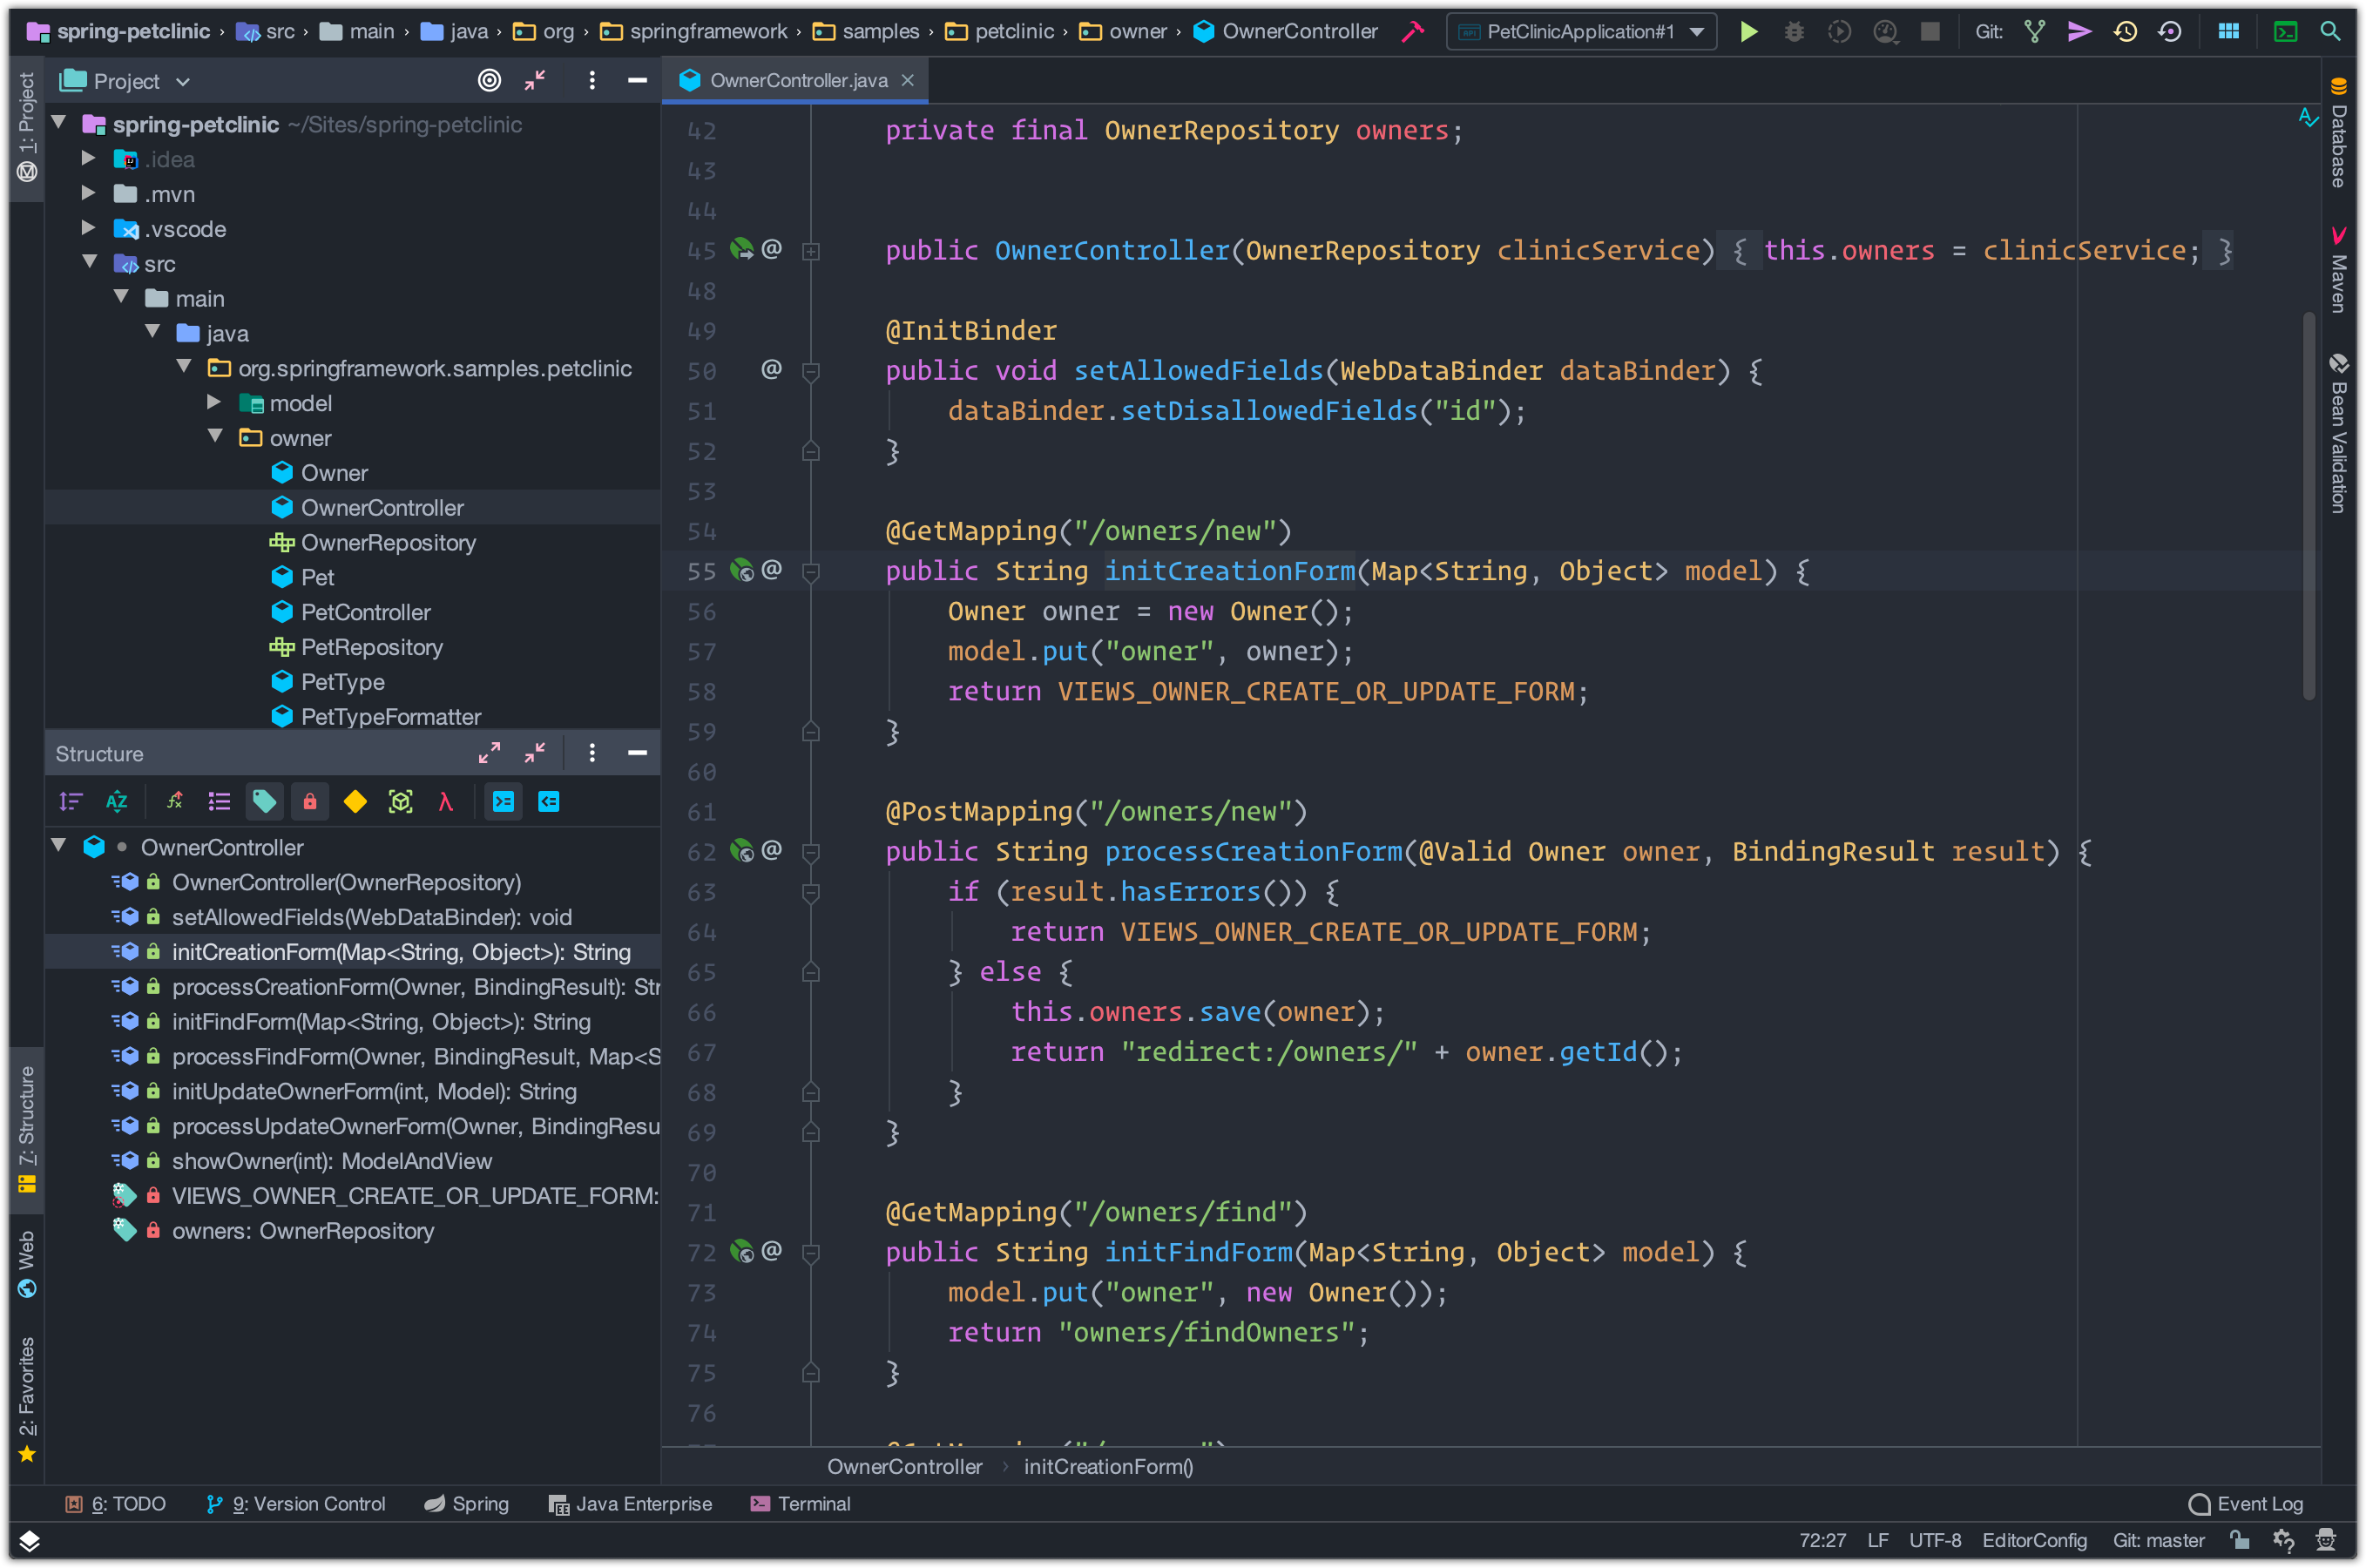 spring-petclinic › src › main › java › org › springframework › samples › petclinic › owner › OwnerController PetClinicApplication#1 Git:
1: Project
7: Structure
Web
2: Favorites
Project
spring-petclinic ~/Sites/spring-petclinic
.idea
.mvn
.vscode
src
main
java
org.springframework.samples.petclinic
model
owner
Owner
OwnerController
OwnerRepository
Pet
PetController
PetRepository
PetType
PetTypeFormatter
Structure
OwnerController
OwnerController(OwnerRepository)
setAllowedFields(WebDataBinder): void
initCreationForm(Map<String, Object>): String
processCreationForm(Owner, BindingResult): Str
initFindForm(Map<String, Object>): String
processFindForm(Owner, BindingResult, Map<S
initUpdateOwnerForm(int, Model): String
processUpdateOwnerForm(Owner, BindingResu
showOwner(int): ModelAndView
VIEWS_OWNER_CREATE_OR_UPDATE_FORM:
owners: OwnerRepository
OwnerController.java
42 private final OwnerRepository owners;
43
44
45 @ public OwnerController(OwnerRepository clinicService) { this.owners = clinicService; }
48
49 @InitBinder
50 @ public void setAllowedFields(WebDataBinder dataBinder) {
51 dataBinder.setDisallowedFields("id");
52 }
53
54 @GetMapping("/owners/new")
55 @ public String initCreationForm(Map<String, Object> model) {
56 Owner owner = new Owner();
57 model.put("owner", owner);
58 return VIEWS_OWNER_CREATE_OR_UPDATE_FORM;
59 }
60
61 @PostMapping("/owners/new")
62 @ public String processCreationForm(@Valid Owner owner, BindingResult result) {
63 if (result.hasErrors()) {
64 return VIEWS_OWNER_CREATE_OR_UPDATE_FORM;
65 } else {
66 this.owners.save(owner);
67 return "redirect:/owners/" + owner.getId();
68 }
69 }
70
71 @GetMapping("/owners/find")
72 @ public String initFindForm(Map<String, Object> model) {
73 model.put("owner", new Owner());
74 return "owners/findOwners";
75 }
76
OwnerController › initCreationForm()
Database
Maven
Bean Validation
6: TODO 9: Version Control Spring Java Enterprise Terminal Event Log
72:27 LF UTF-8 EditorConfig Git: master